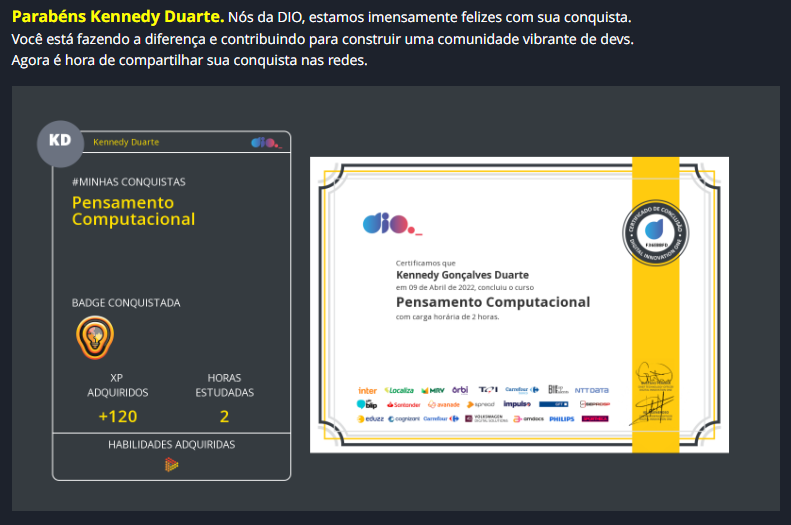 Parabéns Kennedy Duarte. Nós da DIO, estamos imensamente felizes com sua conquista.
Você está fazendo a diferença e contribuindo para construir uma comunidade vibrante de devs.
Agora é hora de compartilhar sua conquista nas redes.
KD
Kennedy Duarte
dio._
#MINHAS CONQUISTAS
Pensamento
Computacional
BADGE CONQUISTADA
XP
ADQUIRIDOS
HORAS
ESTUDADAS
+120
2
HABILIDADES ADQUIRIDAS
dio._
CERTIFICADO DE CONCLUSÃO
DIGITAL INNOVATION ONE
Certificamos que
Kennedy Gonçalves Duarte
em 09 de Abril de 2022, concluiu o curso
Pensamento Computacional
com carga horária de 2 horas.
inter Localiza MRV órbi Carrefour NTT DATA
blip Santander avanade spread impulso
eduzz cognizant Carrefour VOLKSWAGEN amdocs PHILIPS